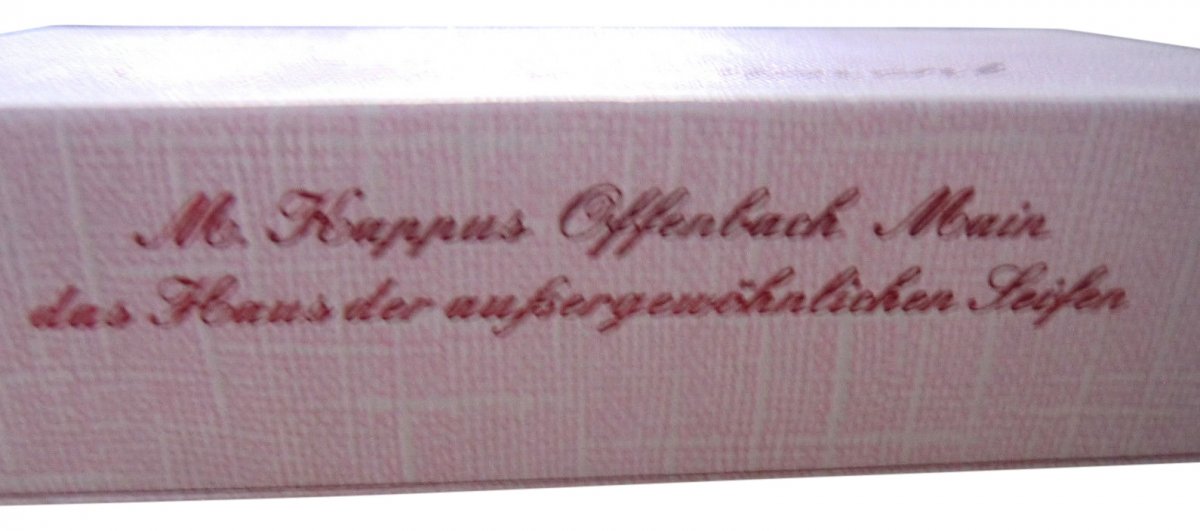 M. Kappus Offenbach Main
das Haus der außergewöhnlichen Seifen